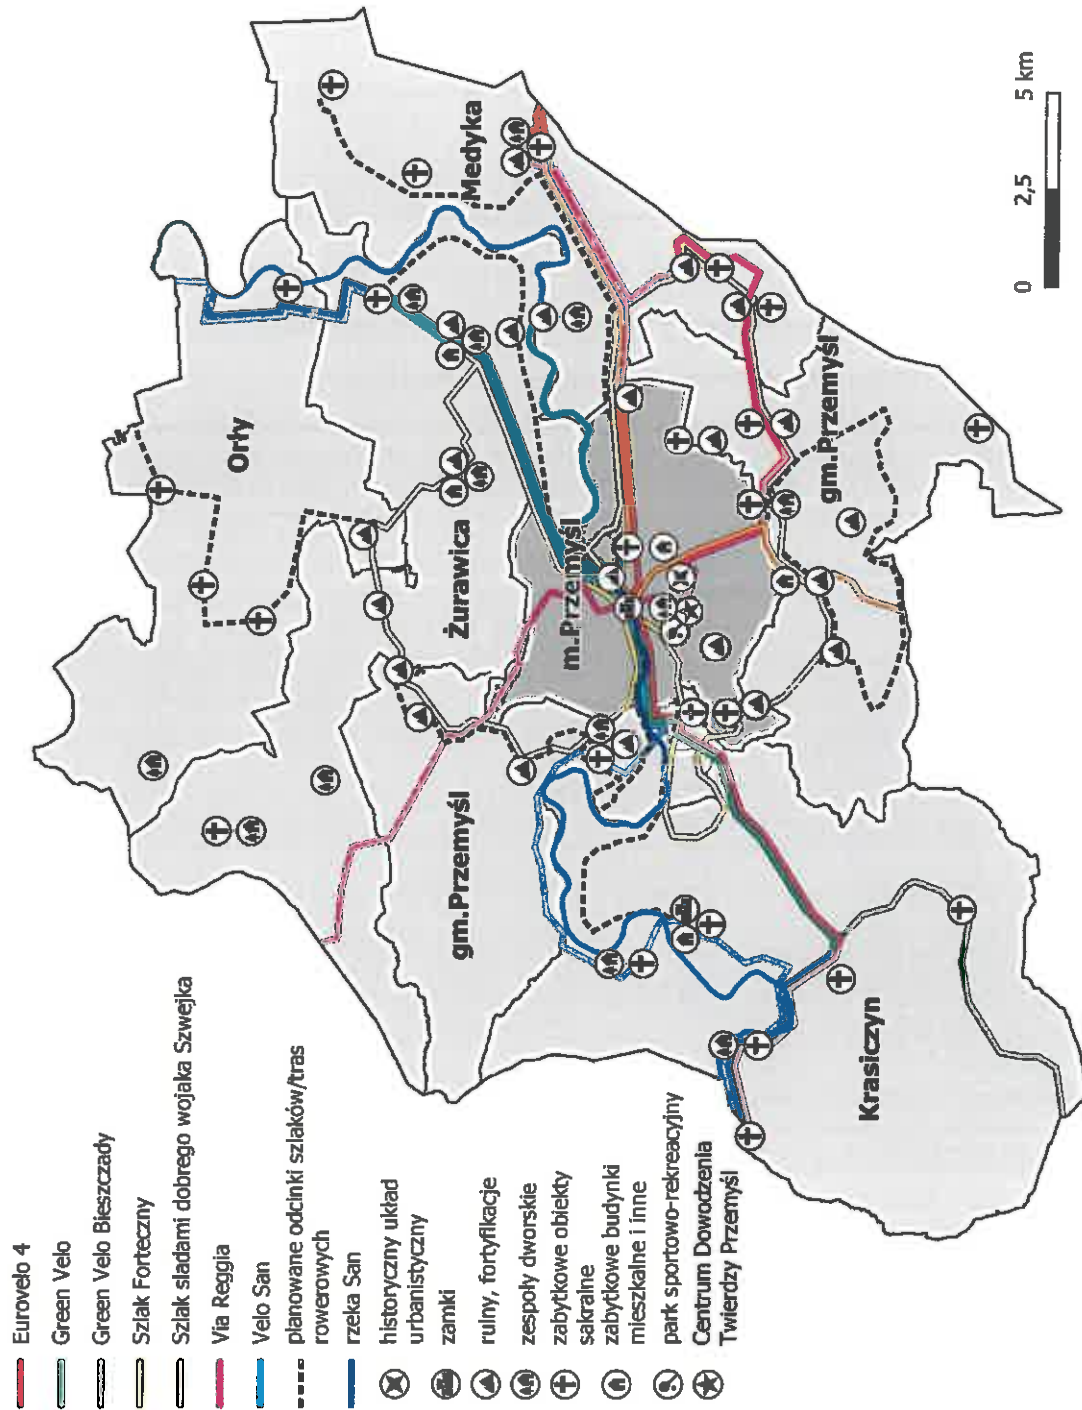 Eurovelo 4
Green Velo
Green Velo Bieszczady
Szlak Forteczny
Szlak sladami dobrego wojaka Szwejka
Via Reggia
Velo San
planowane odcinki szlaków/tras
rowerowych
rzeka San
historyczny układ
urbanistyczny
zanki
rulny, fortyfikacje
zespoły dworskie
zabytkowe obiekty
sakralne
zabytkowe budynki
mieszkalne i inne
park sportowo-rekreacyjny
Centrum Dowodzenia
Twierdzy Przemyśl
Orły
Medyka
Żurawica
m.Przemyśl
gm.Przemyśl
gm.Przemyśl
Krasiczyn
0 2,5 5 km